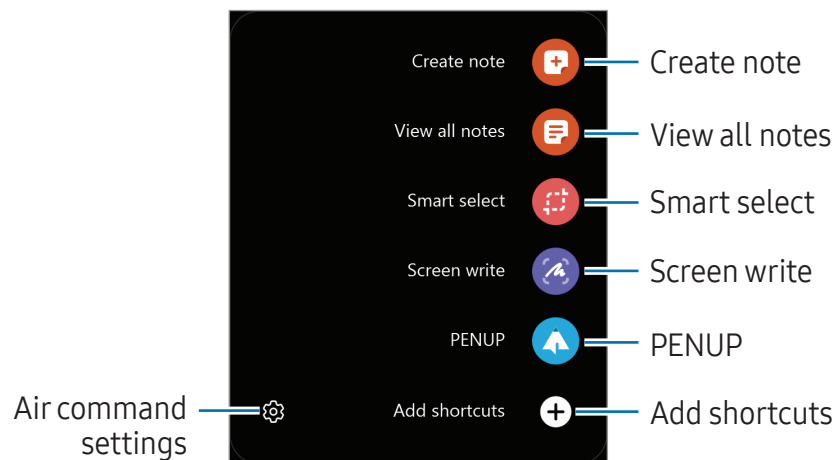 Create note
Create note
View all notes
View all notes
Smart select
Smart select
Screen write
Screen write
PENUP
PENUP
Air command
settings
Add shortcuts
Add shortcuts